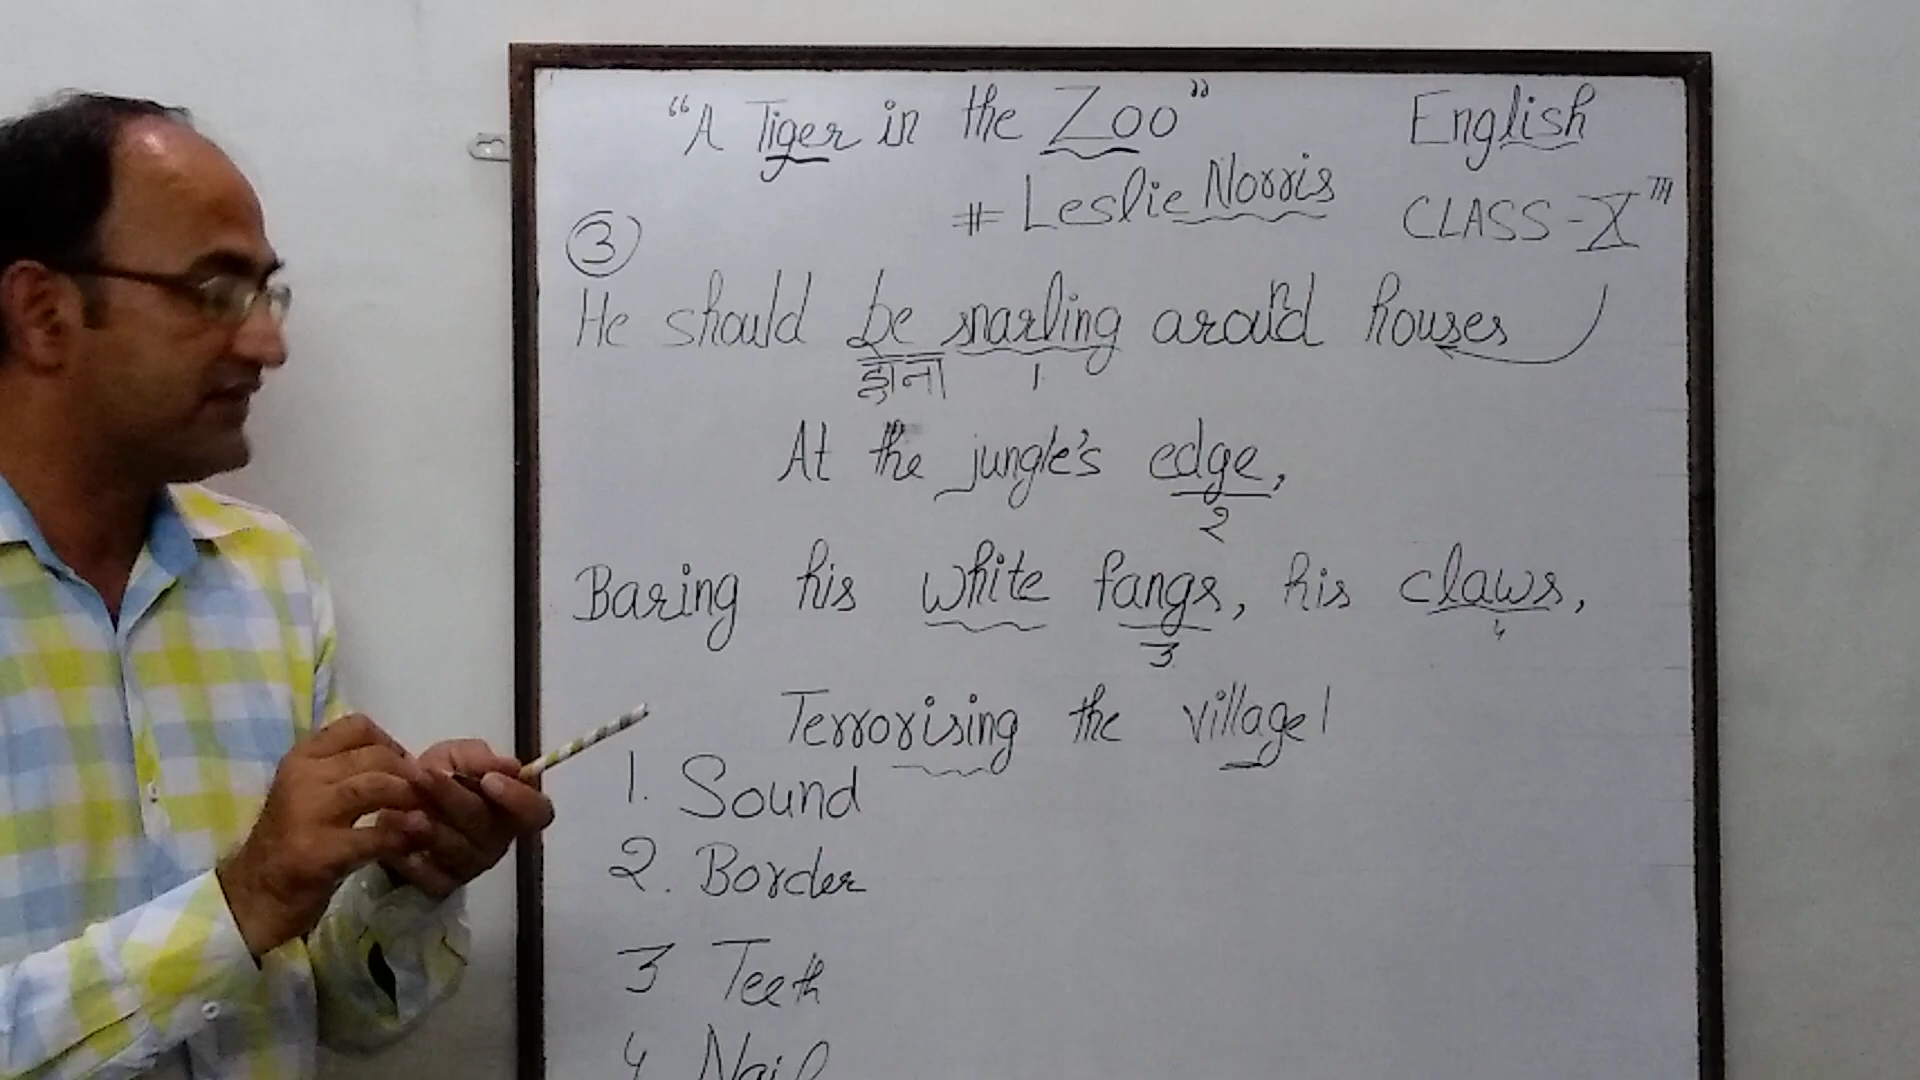 “A Tiger in the Zoo” English
# Leslie Norris CLASS - X TH
3
He should be snarling around houses
होना 1
At the jungle's edge,
2
Baring his white fangs, his claws,
3 4
Terrorising the village!
1. Sound
2. Border
3 Teeth
4 Nail